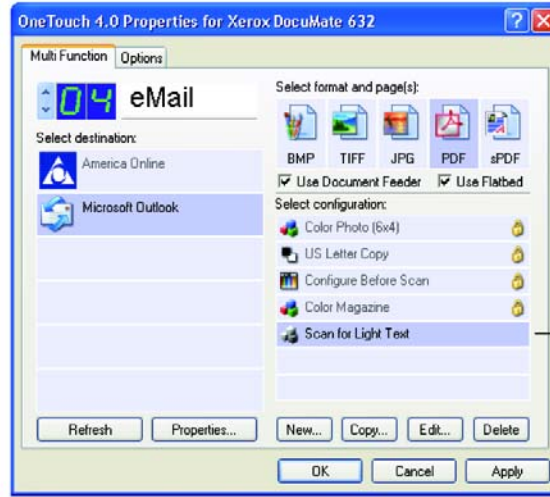 OneTouch 4.0 Properties for Xerox DocuMate 632
Multi Function
Options
04
eMail
Select destination:
America Online
Microsoft Outlook
Refresh
Properties...
Select format and page(s):
BMP
TIFF
JPG
PDF
sPDF
Use Document Feeder
Use Flatbed
Select configuration:
Color Photo (6x4)
US Letter Copy
Configure Before Scan
Color Magazine
Scan for Light Text
New...
Copy...
Edit...
Delete
OK
Cancel
Apply